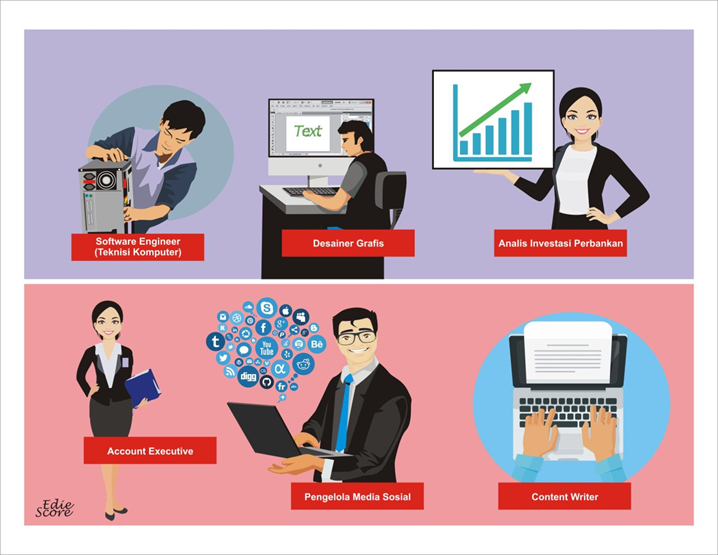 Text
Software Engineer
(Teknisi Komputer)
Desainer Grafis
Analis Investasi Perbankan
You
Tube
digg
Account Executive
Pengelola Media Sosial
Content Writer
Edie
Score